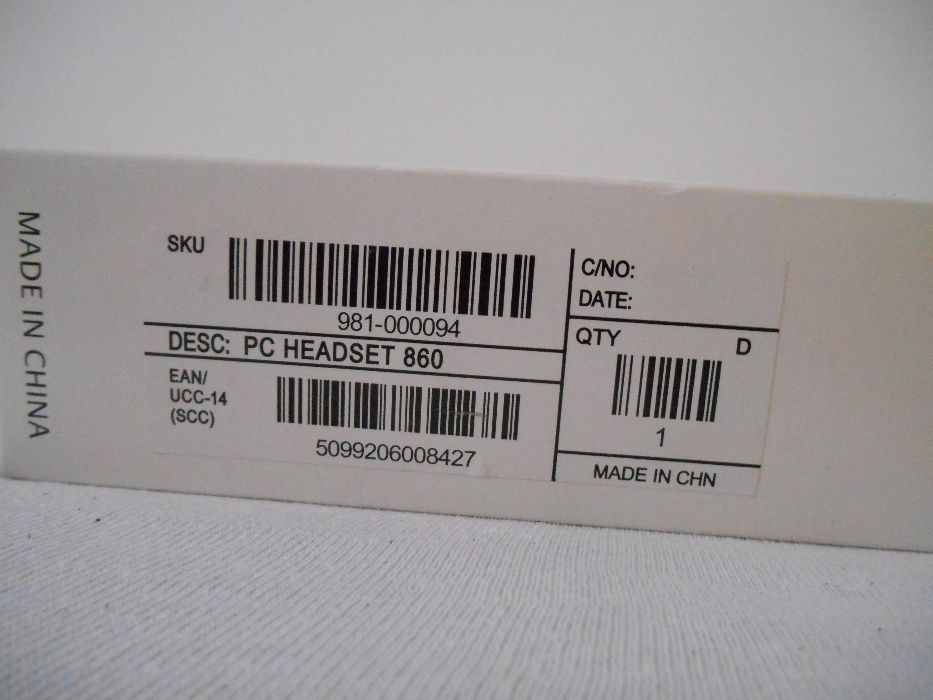 MADE IN CHINA
SKU
981-000094
DESC: PC HEADSET 860
EAN/
UCC-14
(SCC)
5099206008427
C/NO:
DATE:
QTY D
1
MADE IN CHN